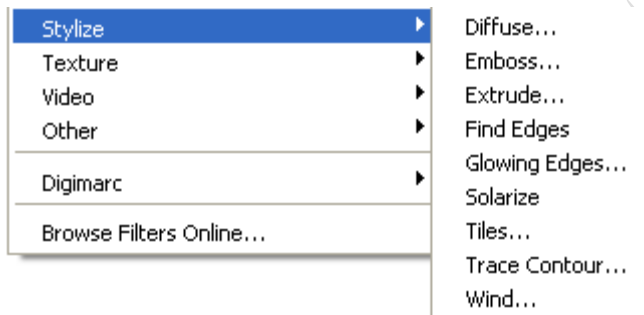 Stylize
Texture
Video
Other
Digimarc
Browse Filters Online...
Diffuse...
Emboss...
Extrude...
Find Edges
Glowing Edges...
Solarize
Tiles...
Trace Contour...
Wind...